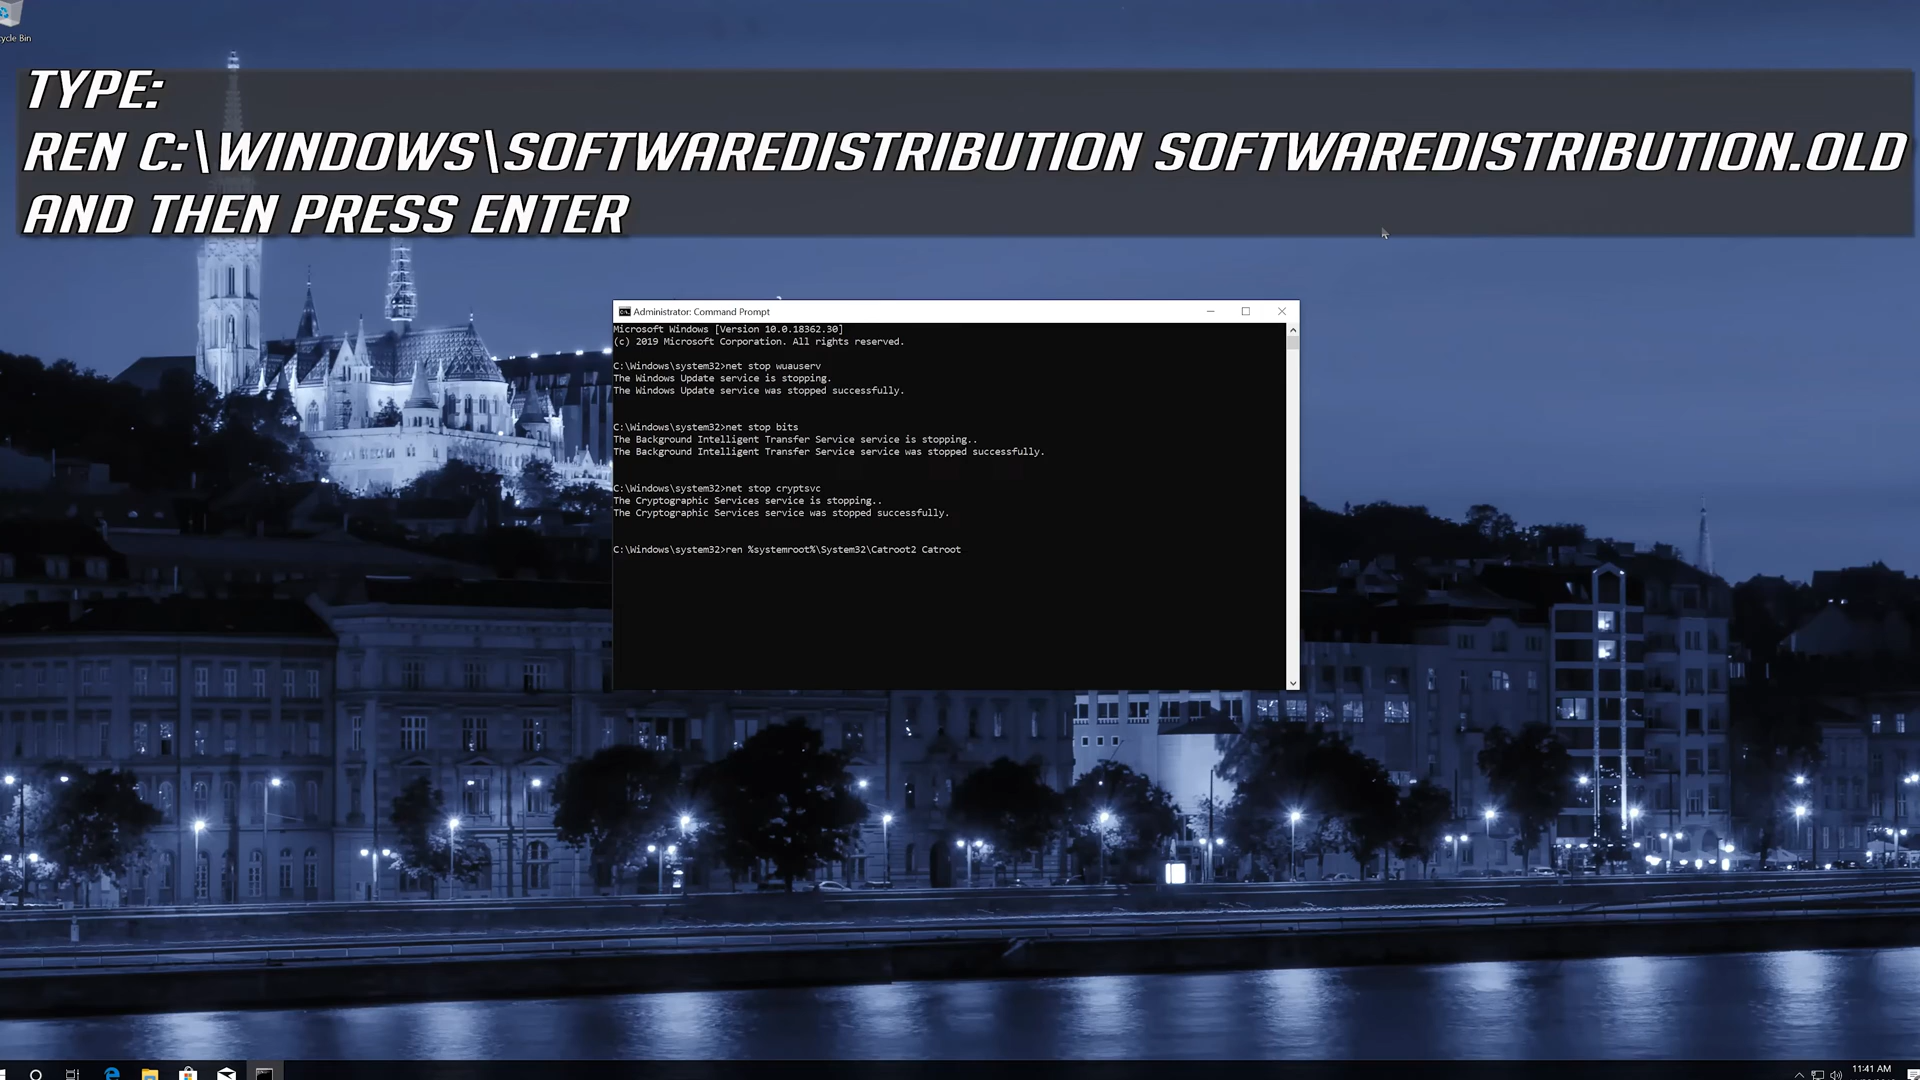 cycle Bin
TYPE:
REN C:\WINDOWS\SOFTWAREDISTRIBUTION SOFTWAREDISTRIBUTION.OLD
AND THEN PRESS ENTER
Administrator: Command Prompt
Microsoft Windows [Version 10.0.18362.30]
(c) 2019 Microsoft Corporation. All rights reserved.
C:\Windows\system32>net stop wuauserv
The Windows Update service is stopping.
The Windows Update service was stopped successfully.
C:\Windows\system32>net stop bits
The Background Intelligent Transfer Service service is stopping..
The Background Intelligent Transfer Service service was stopped successfully.
C:\Windows\system32>net stop cryptsvc
The Cryptographic Services service is stopping..
The Cryptographic Services service was stopped successfully.
C:\Windows\system32>ren %systemroot%\System32\Catroot2 Catroot
11:41 AM